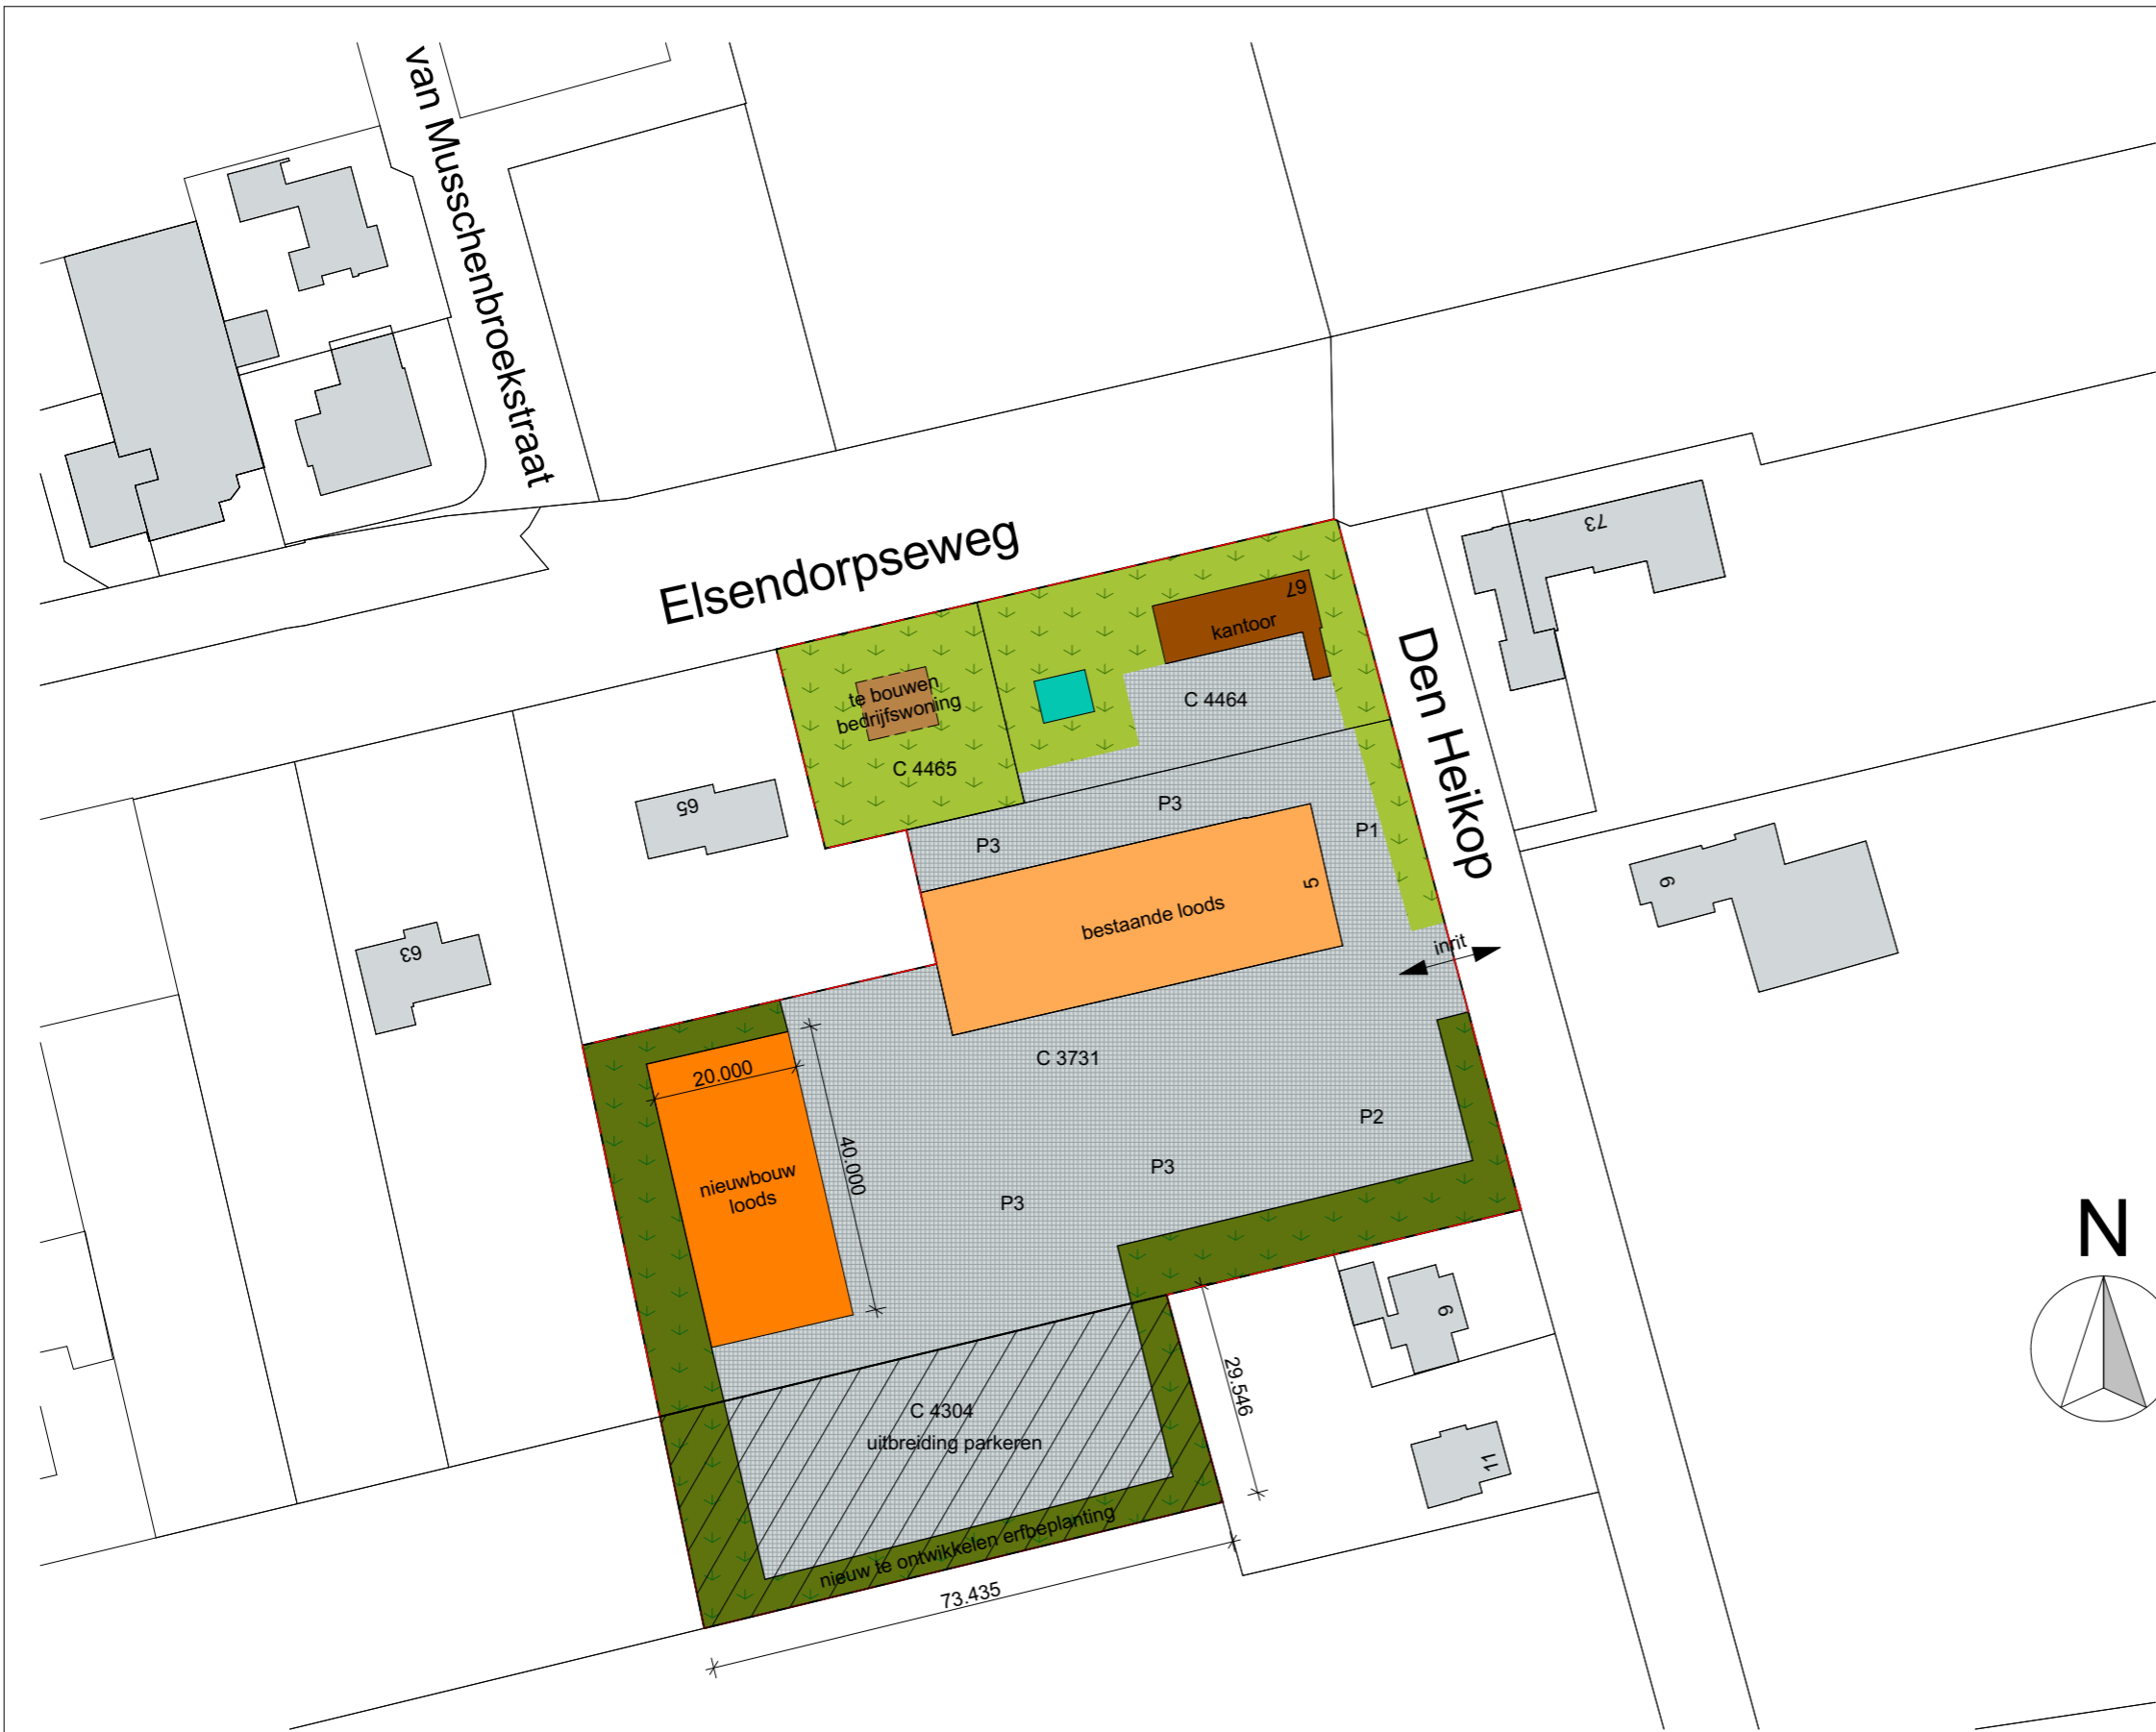 van Musschenbroekstraat
Elsendorpseweg
73
67
kantoor
Den Heikop
te bouwen
bedrijfswoning
C 4464
C 4465
65
P3
P3
P1
5
bestaande loods
9
63
inrit
C 3731
20.000
40.000
P2
nieuwbouw
loods
P3
P3
N
9
29.546
C 4304
uitbreiding parkeren
11
nieuw te ontwikkelen erfbeplanting
73.435